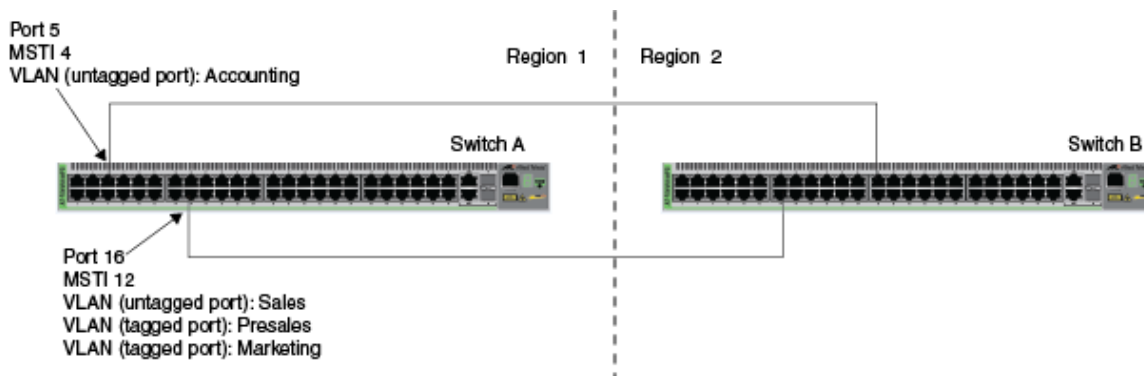 Port 5
MSTI 4
VLAN (untagged port): Accounting
Region 1
Region 2
Switch A
Switch B
Port 16
MSTI 12
VLAN (untagged port): Sales
VLAN (tagged port): Presales
VLAN (tagged port): Marketing